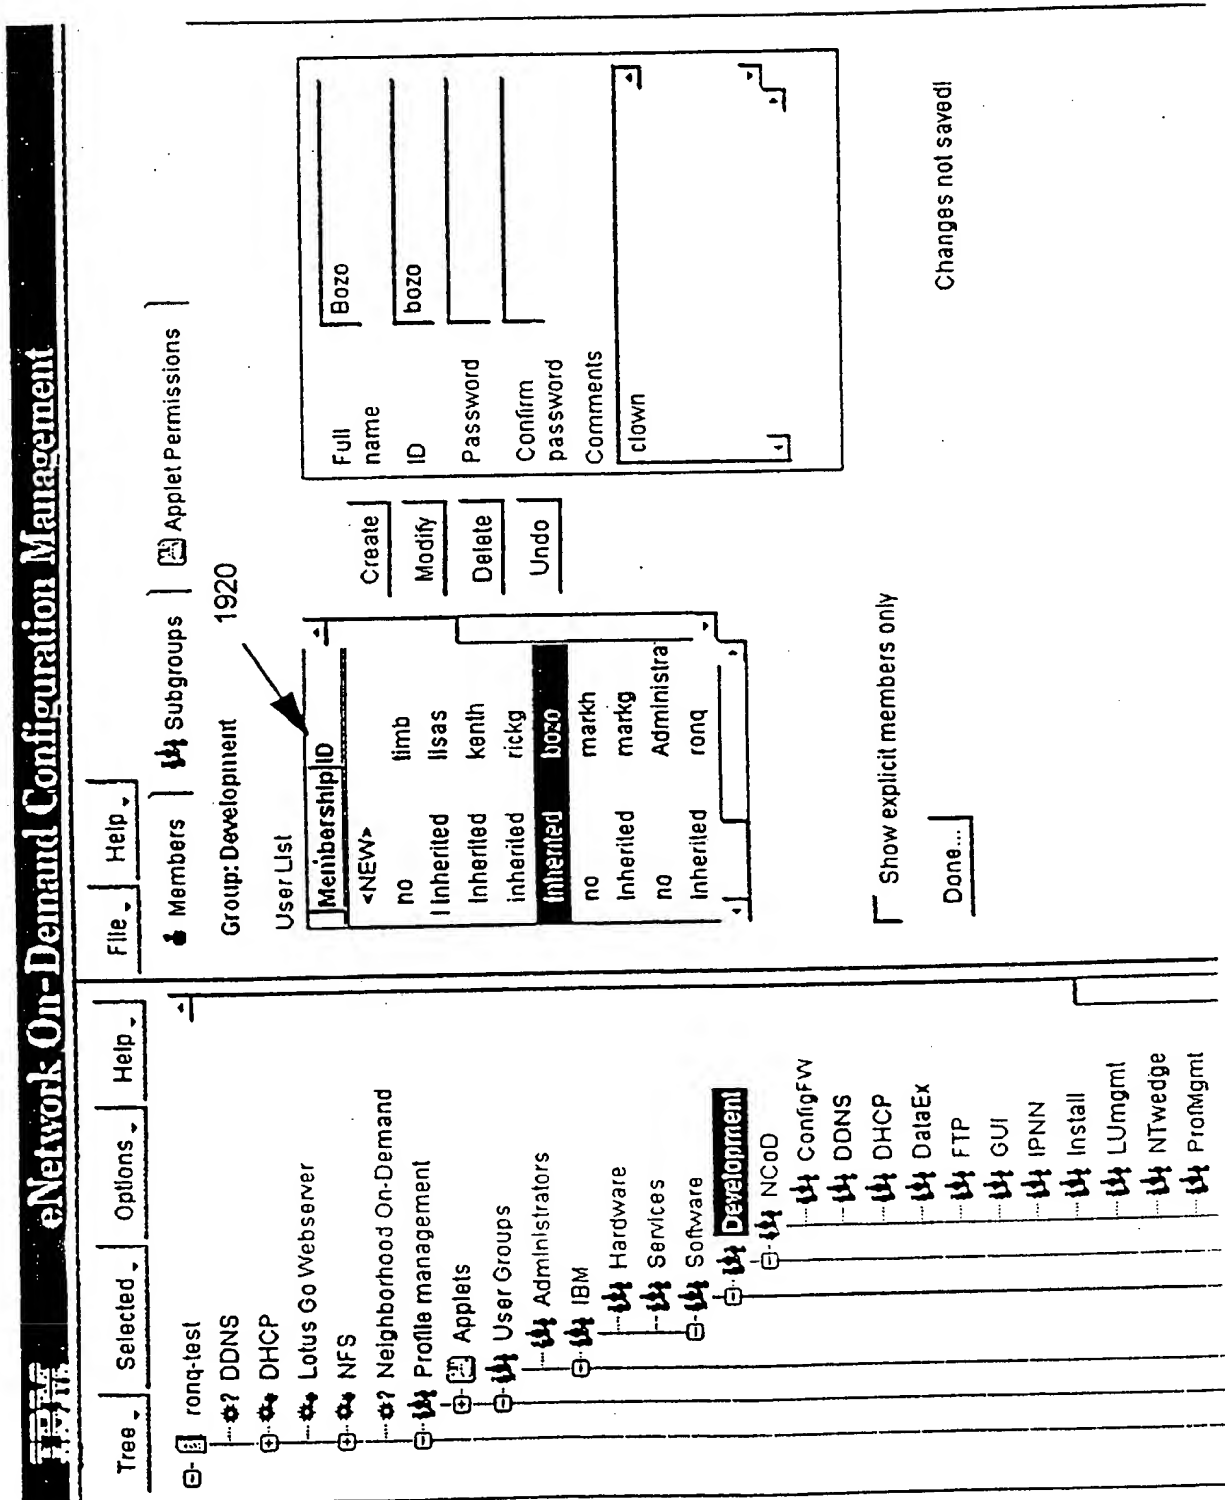 IBM
eNetwork On-Demand Configuration Management
Tree
Selected
Options
Help
ronq-test
? DDNS
DHCP
Lotus Go Webserver
NFS
? Neighborhood On-Demand
Profile management
Applets
User Groups
Administrators
IBM
Hardware
Services
Software
Development
NCoD
ConfigFW
DDNS
DHCP
DataEx
FTP
GUI
IPNN
Install
LUmgmt
NTwedge
ProfMgmt
File
Help
Members
Subgroups
Applet Permissions
Group: Development
1920
User List
Membership ID
<NEW>
no timb
Inherited lisas
Inherited kenth
inherited rickg
Inherited bozo
no markh
Inherited markg
no Administra
Inherited ronq
Create
Modify
Delete
Undo
Full name
Bozo
ID
bozo
Password
Confirm password
Comments
clown
Show explicit members only
Done...
Changes not saved!